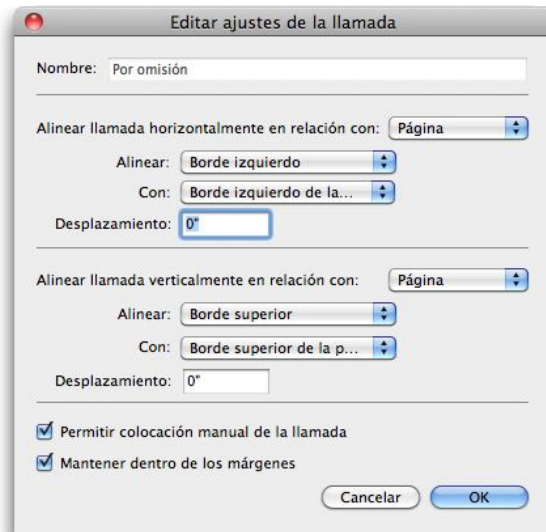 Editar ajustes de la llamada
Nombre: Por omisión
Alinear llamada horizontalmente en relación con: Página
Alinear: Borde izquierdo
Con: Borde izquierdo de la...
Desplazamiento: 0"
Alinear llamada verticalmente en relación con: Página
Alinear: Borde superior
Con: Borde superior de la p...
Desplazamiento: 0"
Permitir colocación manual de la llamada
Mantener dentro de los márgenes
Cancelar OK